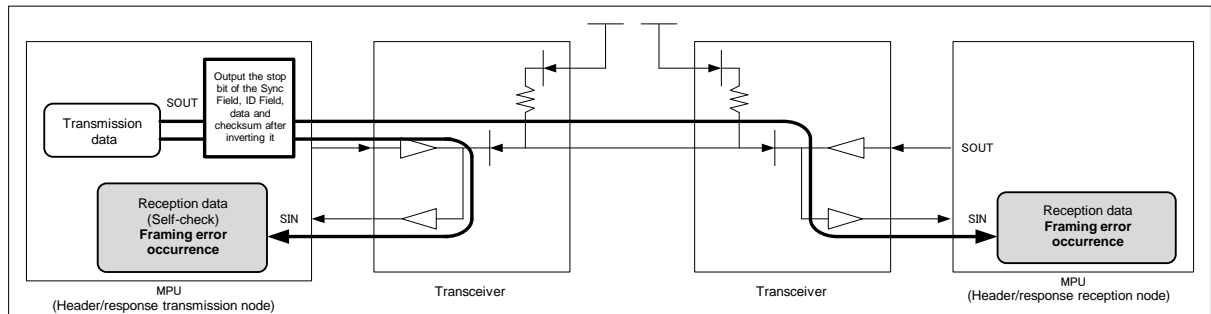 Transmission
data
SOUT
Output the stop
bit of the Sync
Field, ID Field,
data and
checksum after
inverting it
Reception data
(Self-check)
Framing error
occurrence
SIN
MPU
(Header/response transmission node)
Transceiver
Transceiver
SOUT
SIN
Reception data
Framing error
occurrence
MPU
(Header/response reception node)